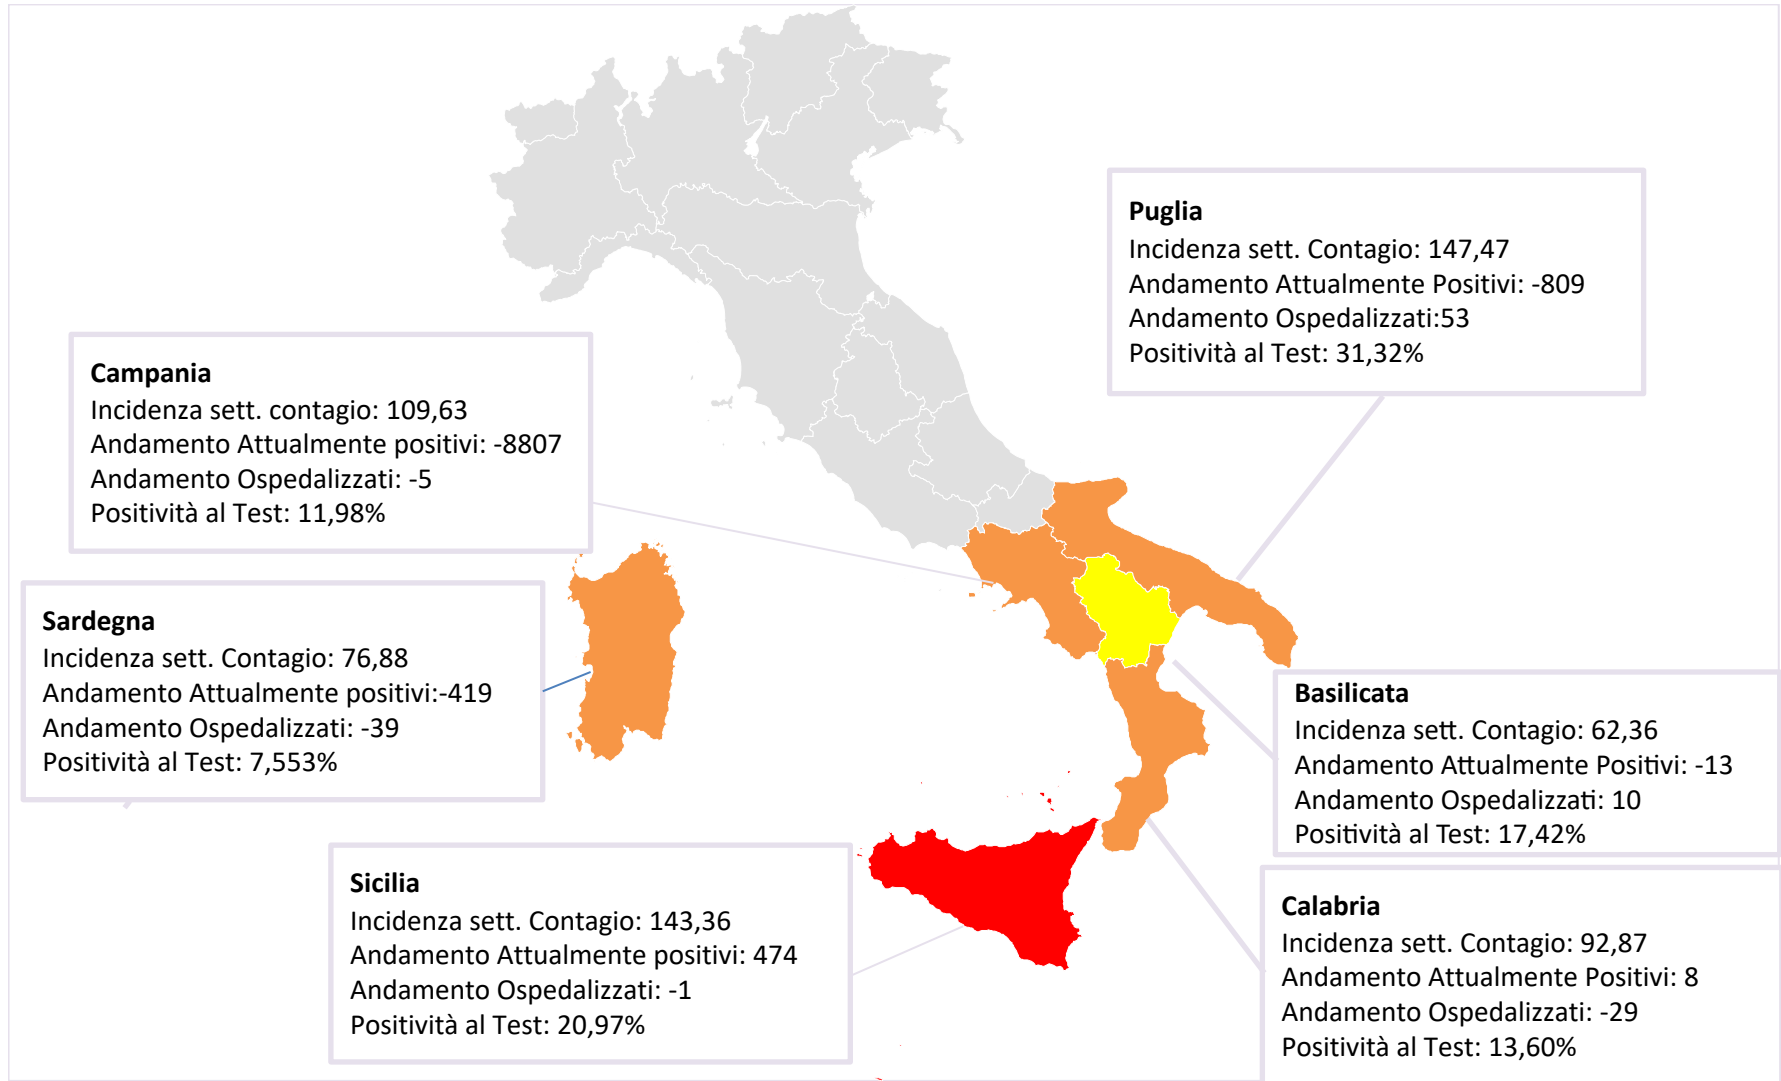 Puglia
Incidenza sett. Contagio: 147,47
Andamento Attualmente Positivi: -809
Andamento Ospedalizzati:53
Positività al Test: 31,32%
Campania
Incidenza sett. contagio: 109,63
Andamento Attualmente positivi: -8807
Andamento Ospedalizzati: -5
Positività al Test: 11,98%
Sardegna
Incidenza sett. Contagio: 76,88
Andamento Attualmente positivi:-419
Andamento Ospedalizzati: -39
Positività al Test: 7,553%
Basilicata
Incidenza sett. Contagio: 62,36
Andamento Attualmente Positivi: -13
Andamento Ospedalizzati: 10
Positività al Test: 17,42%
Sicilia
Incidenza sett. Contagio: 143,36
Andamento Attualmente positivi: 474
Andamento Ospedalizzati: -1
Positività al Test: 20,97%
Calabria
Incidenza sett. Contagio: 92,87
Andamento Attualmente Positivi: 8
Andamento Ospedalizzati: -29
Positività al Test: 13,60%